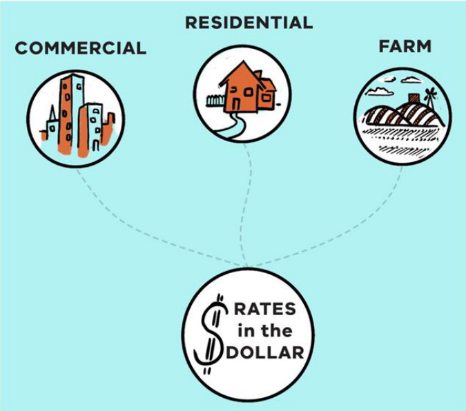 COMMERCIAL
RESIDENTIAL
FARM
$ RATES
in the
DOLLAR